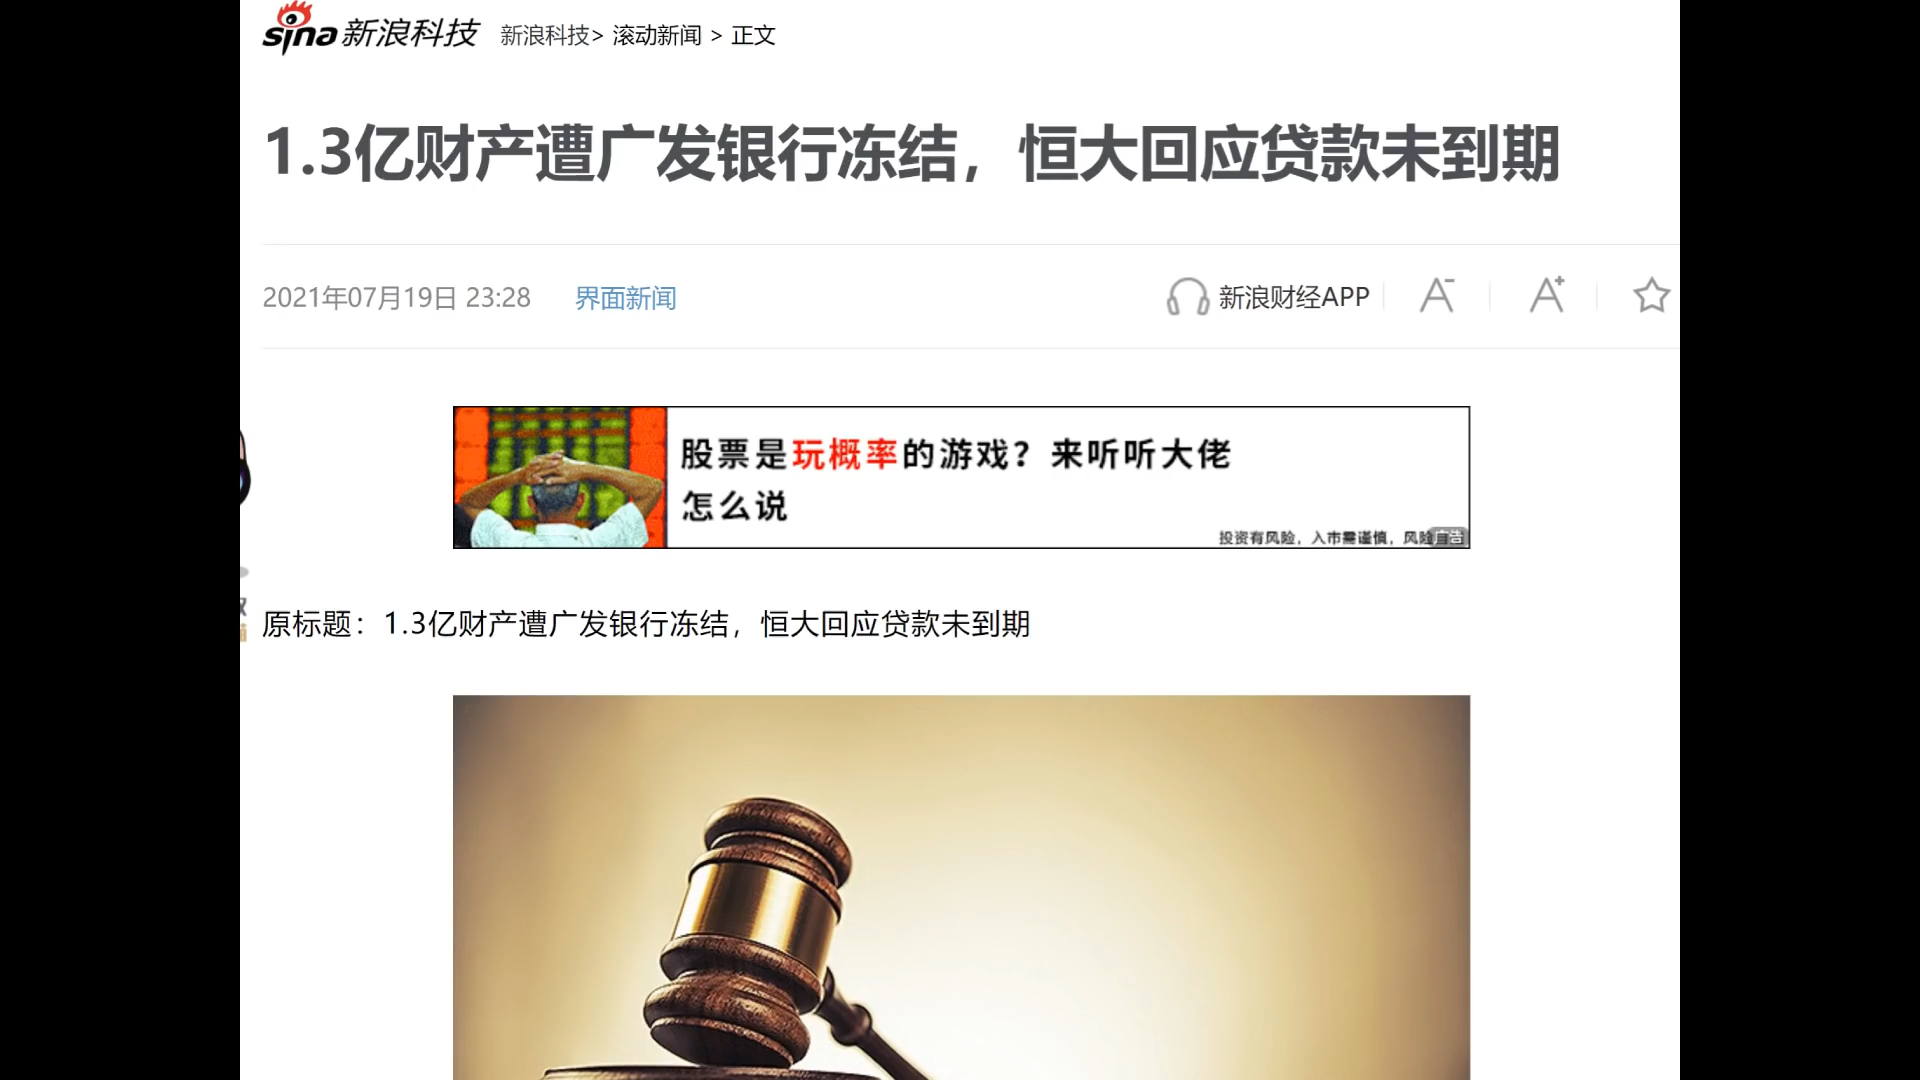 sina新浪科技 新浪科技> 滚动新闻 > 正文
1.3亿财产遭广发银行冻结，恒大回应贷款未到期
2021年07月19日 23:28 界面新闻 新浪财经APP A- A+
股票是玩概率的游戏？来听听大佬
怎么说
投资有风险，入市需谨慎，风险自 广告
原标题：1.3亿财产遭广发银行冻结，恒大回应贷款未到期